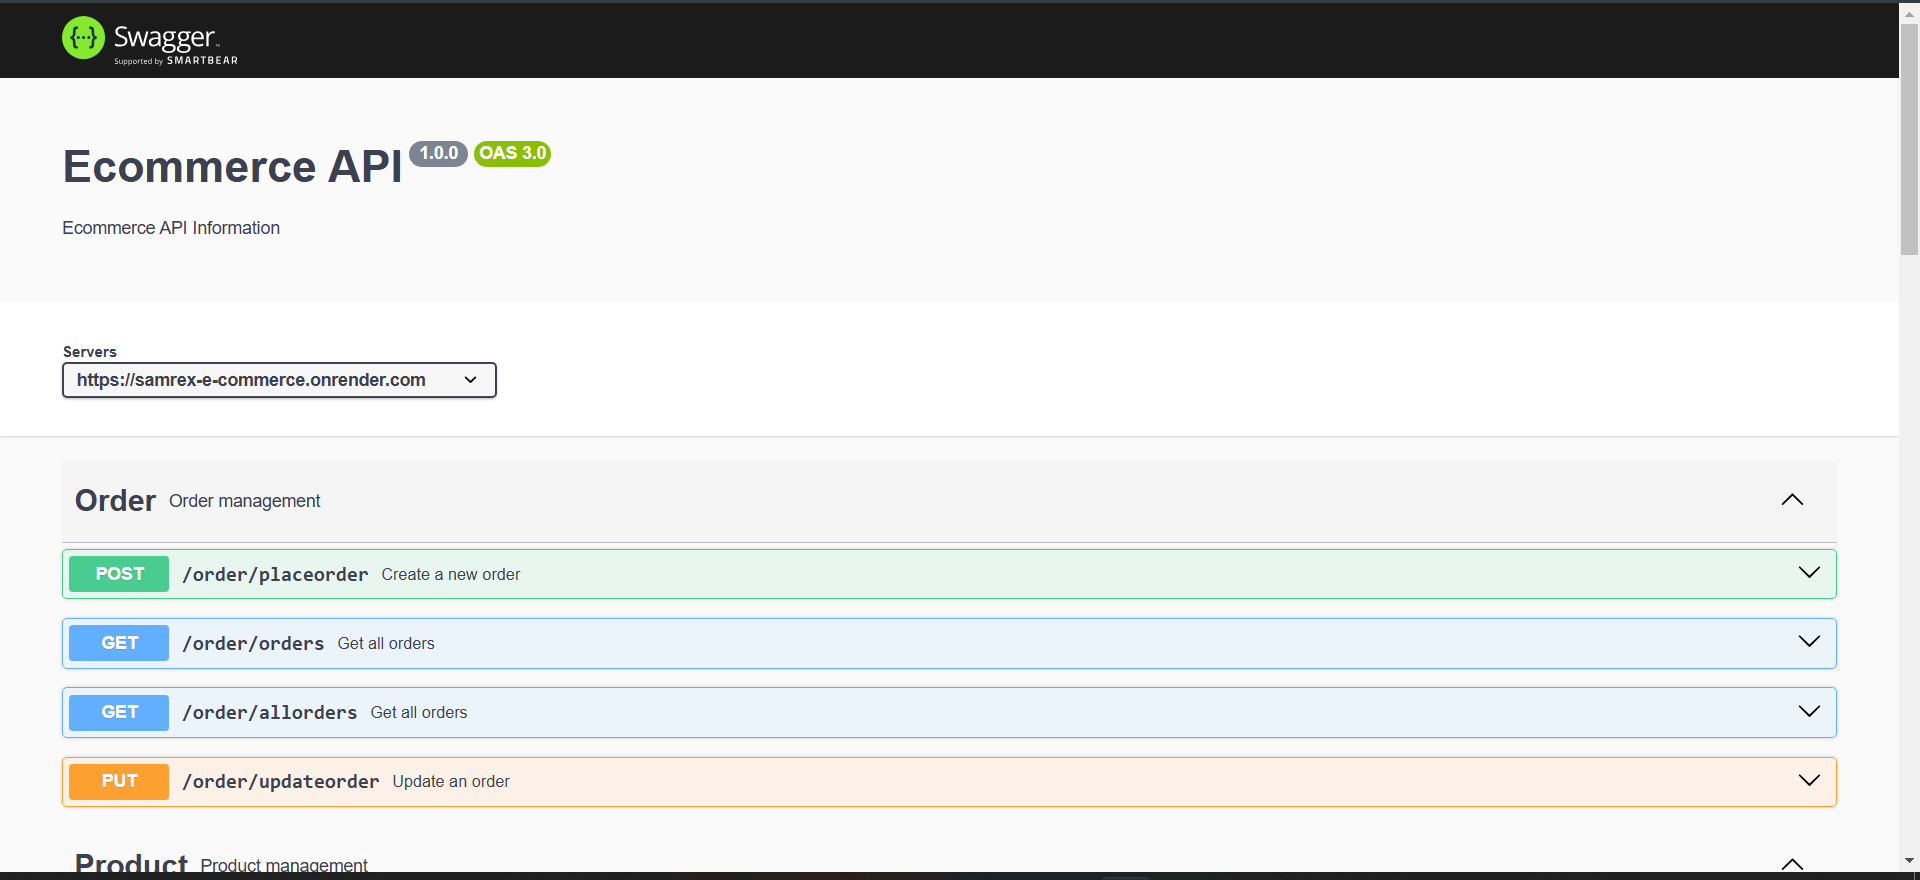 Swagger
Supported by SMARTBEAR
Ecommerce API 1.0.0 OAS 3.0
Ecommerce API Information
Servers
https://samrex-e-commerce.onrender.com
Order Order management
POST /order/placeorder Create a new order
GET /order/orders Get all orders
GET /order/allorders Get all orders
PUT /order/updateorder Update an order
Product Product management